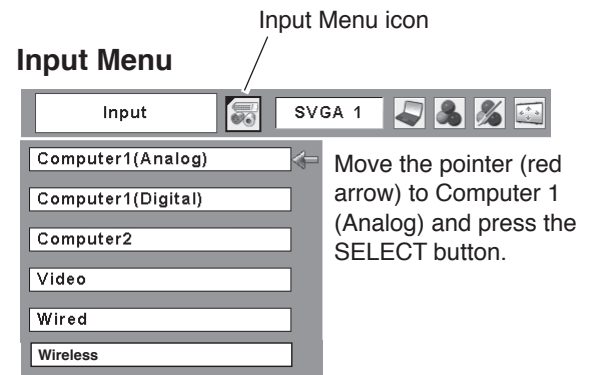 Input Menu icon
Input Menu
Input
SVGA 1
Computer1(Analog)
Computer1(Digital)
Computer2
Video
Wired
Wireless
Move the pointer (red
arrow) to Computer 1
(Analog) and press the
SELECT button.